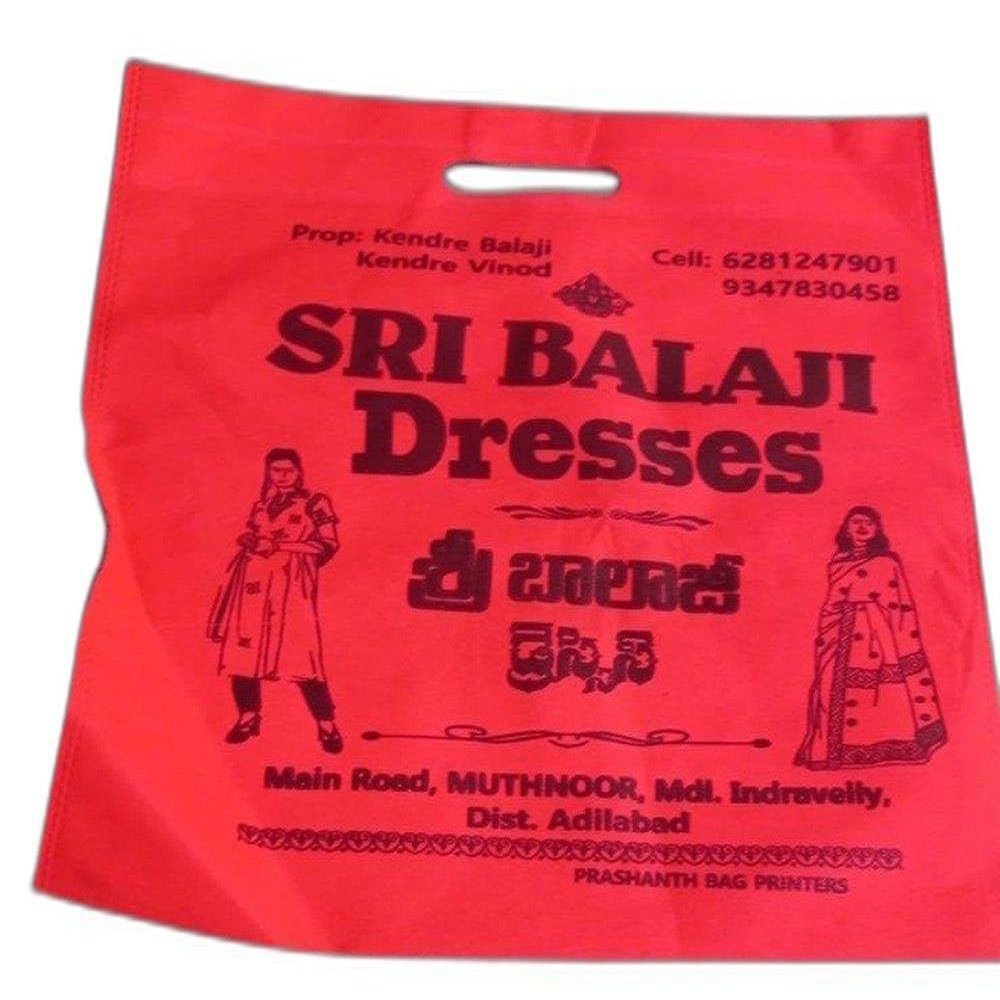 Prop: Kendre Balaji
Kendre Vinod
Cell: 6281247901
9347830458
SRI BALAJI
Dresses
శ్రీ బాలాజీ
డ్రెస్సెస్
Main Road, MUTHNOOR, Mdl. Indravelly,
Dist. Adilabad
PRASHANTH BAG PRINTERS